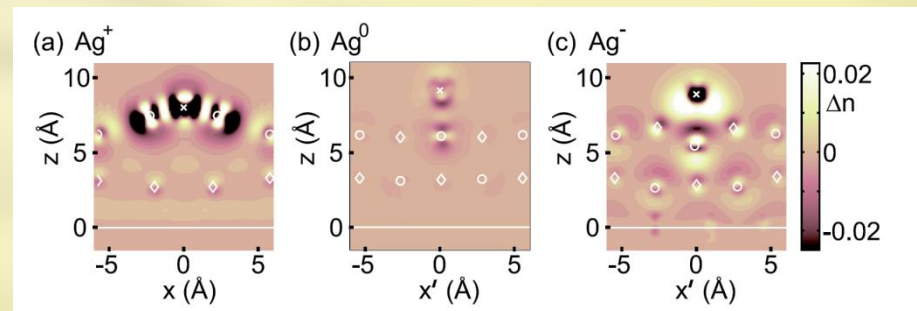 (a) Ag⁺ (b) Ag⁰ (c) Ag⁻
10 10 10 0.02
Δn
z (Å) 5 z (Å) 5 z (Å) 5 0
0 0 0 -0.02
-5 0 5 -5 0 5 -5 0 5
x (Å) x' (Å) x' (Å)